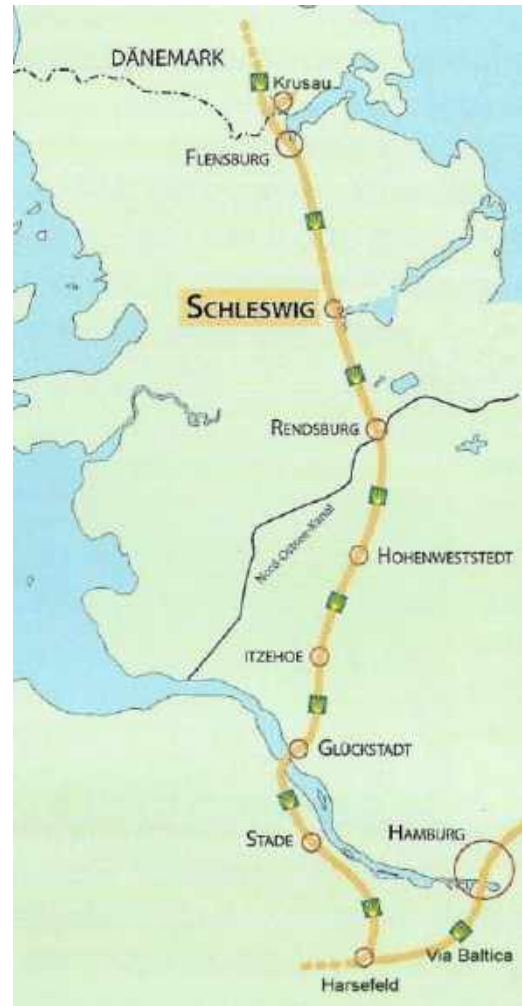 DÄNEMARK
Krusau
FLENSBURG
SCHLESWIG
RENDSBURG
Nord-Ostsee-Kanal
HOHENWESTSTEDT
ITZEHOE
GLÜCKSTADT
STADE
HAMBURG
Via Baltica
Harsefeld